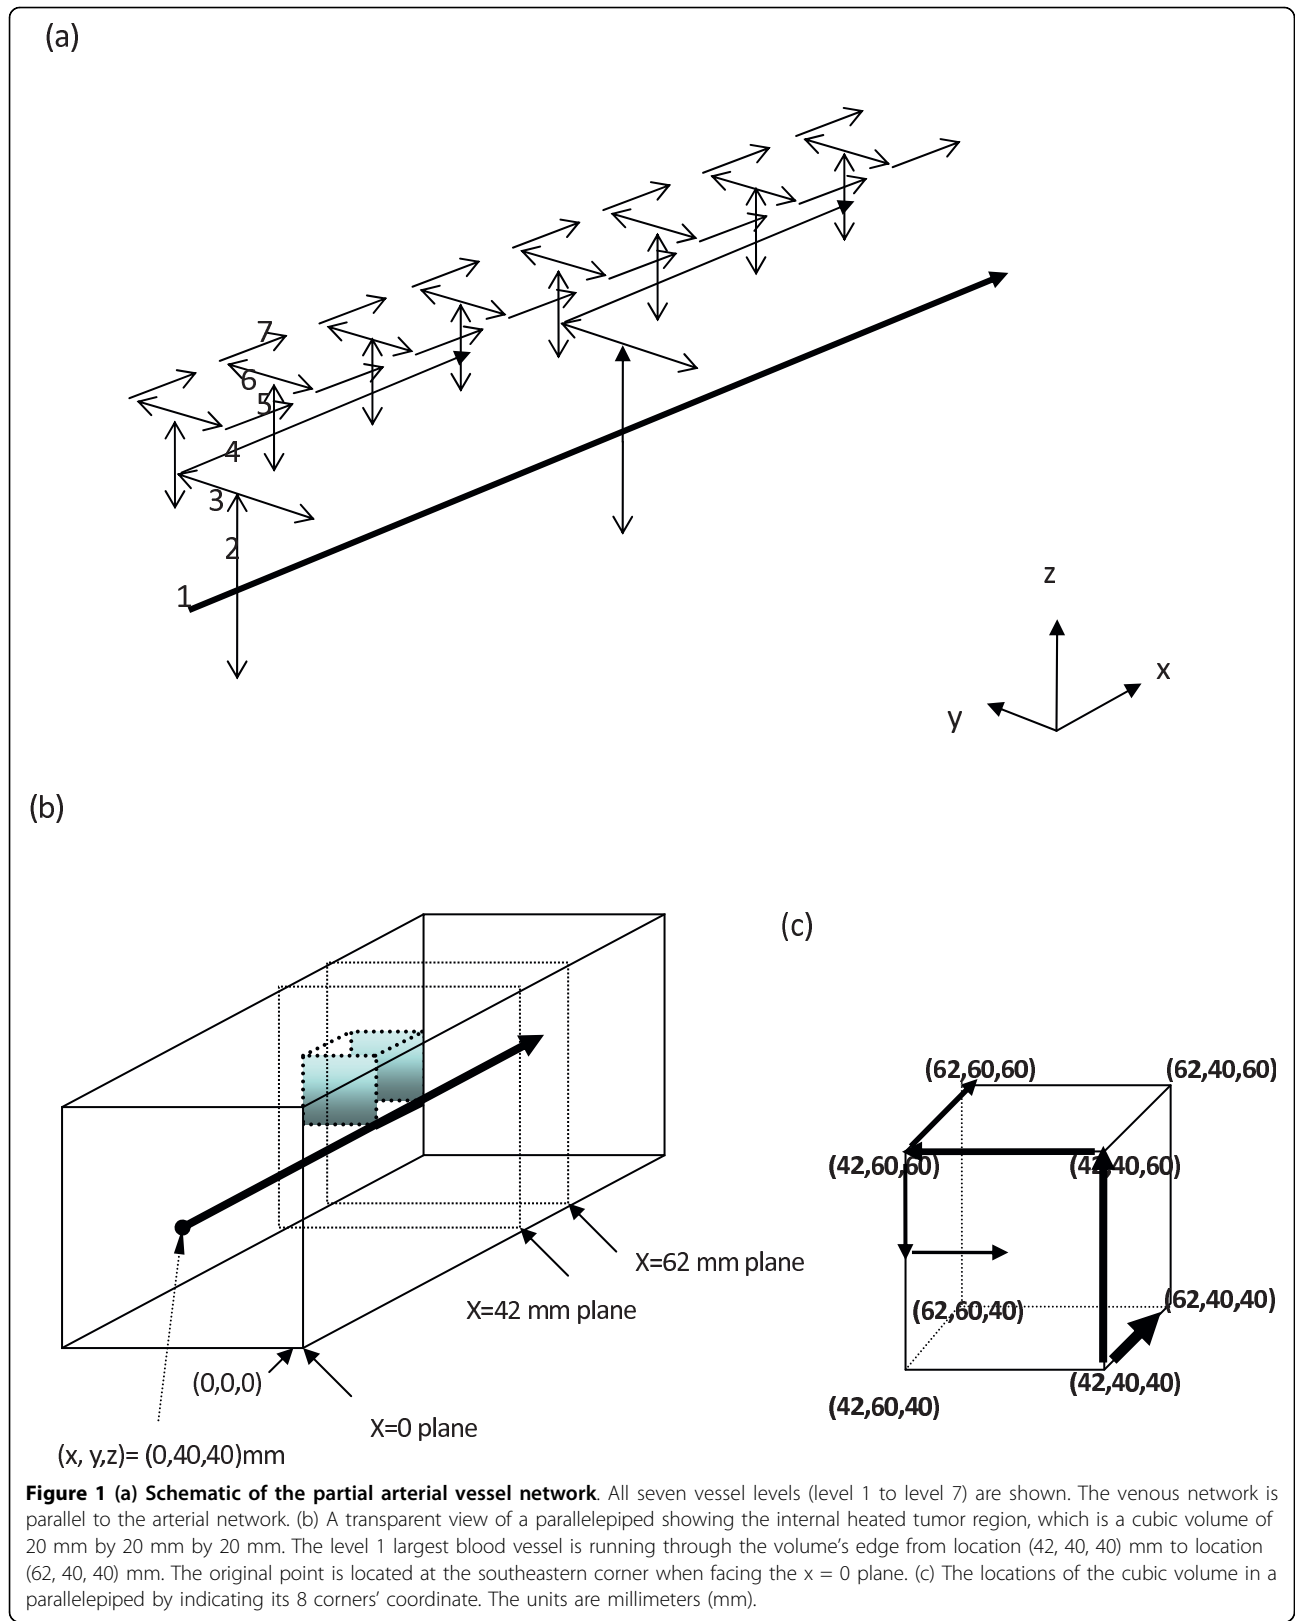 (a)
7
6
5
4
3
2
1
z
x
y
(b)
(c)
(62,60,60)
(62,40,60)
(42,60,60)
(42,40,60)
X=62 mm plane
(62,40,40)
X=42 mm plane
(62,60,40)
(0,0,0)
(42,40,40)
(42,60,40)
X=0 plane
(x, y,z)= (0,40,40)mm
Figure 1 (a) Schematic of the partial arterial vessel network. All seven vessel levels (level 1 to level 7) are shown. The venous network is
parallel to the arterial network. (b) A transparent view of a parallelepiped showing the internal heated tumor region, which is a cubic volume of
20 mm by 20 mm by 20 mm. The level 1 largest blood vessel is running through the volume's edge from location (42, 40, 40) mm to location
(62, 40, 40) mm. The original point is located at the southeastern corner when facing the x = 0 plane. (c) The locations of the cubic volume in a
parallelepiped by indicating its 8 corners' coordinate. The units are millimeters (mm).